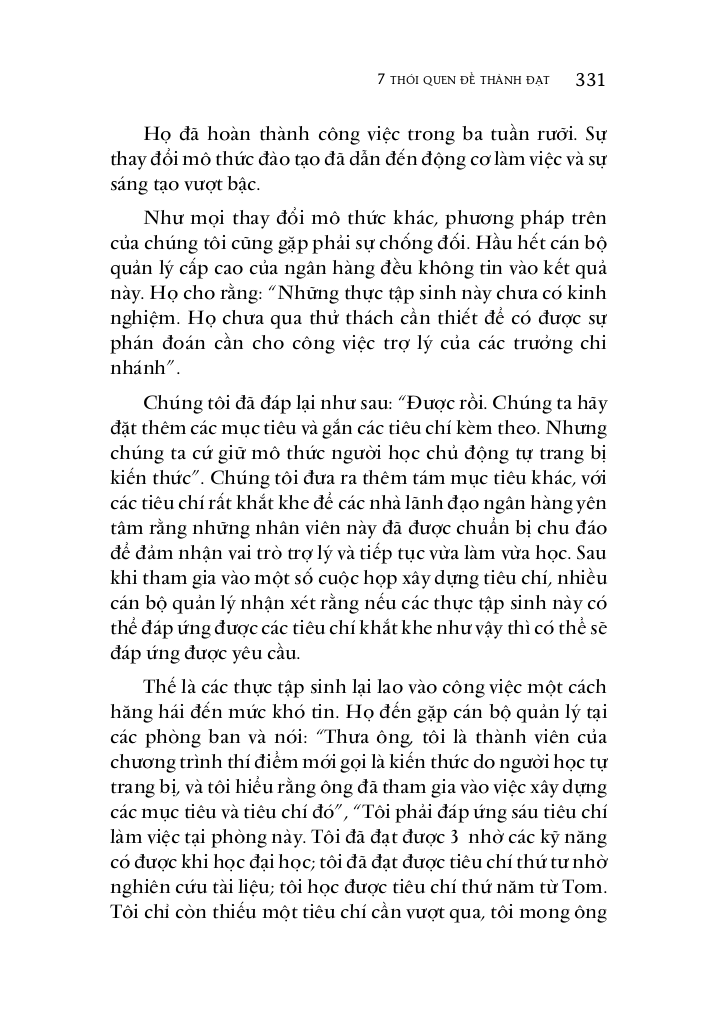 7 THÓI QUEN ĐỂ THÀNH ĐẠT 331
Họ đã hoàn thành công việc trong ba tuần rưỡi. Sự
thay đổi mô thức đào tạo đã dẫn đến động cơ làm việc và sự
sáng tạo vượt bậc.
Như mọi thay đổi mô thức khác, phương pháp trên
của chúng tôi cũng gặp phải sự chống đối. Hầu hết cán bộ
quản lý cấp cao của ngân hàng đều không tin vào kết quả
này. Họ cho rằng: “Những thực tập sinh này chưa có kinh
nghiệm. Họ chưa qua thử thách cần thiết để có được sự
phán đoán cần cho công việc trợ lý của các trưởng chi
nhánh”.
Chúng tôi đã đáp lại như sau: “Được rồi. Chúng ta hãy
đặt thêm các mục tiêu và gắn các tiêu chí kèm theo. Nhưng
chúng ta cứ giữ mô thức người học chủ động tự trang bị
kiến thức”. Chúng tôi đưa ra thêm tám mục tiêu khác, với
các tiêu chí rất khắt khe để các nhà lãnh đạo ngân hàng yên
tâm rằng những nhân viên này đã được chuẩn bị chu đáo
để đảm nhận vai trò trợ lý và tiếp tục vừa làm vừa học. Sau
khi tham gia vào một số cuộc họp xây dựng tiêu chí, nhiều
cán bộ quản lý nhận xét rằng nếu các thực tập sinh này có
thể đáp ứng được các tiêu chí khắt khe như vậy thì có thể sẽ
đáp ứng được yêu cầu.
Thế là các thực tập sinh lại lao vào công việc một cách
hăng hái đến mức khó tin. Họ đến gặp cán bộ quản lý tại
các phòng ban và nói: “Thưa ông, tôi là thành viên của
chương trình thí điểm mới gọi là kiến thức do người học tự
trang bị, và tôi hiểu rằng ông đã tham gia vào việc xây dựng
các mục tiêu và tiêu chí đó”, “Tôi phải đáp ứng sáu tiêu chí
làm việc tại phòng này. Tôi đã đạt được 3 nhờ các kỹ năng
có được khi học đại học; tôi đã đạt được tiêu chí thứ tư nhờ
nghiên cứu tài liệu; tôi học được tiêu chí thứ năm từ Tom.
Tôi chỉ còn thiếu một tiêu chí cần vượt qua, tôi mong ông